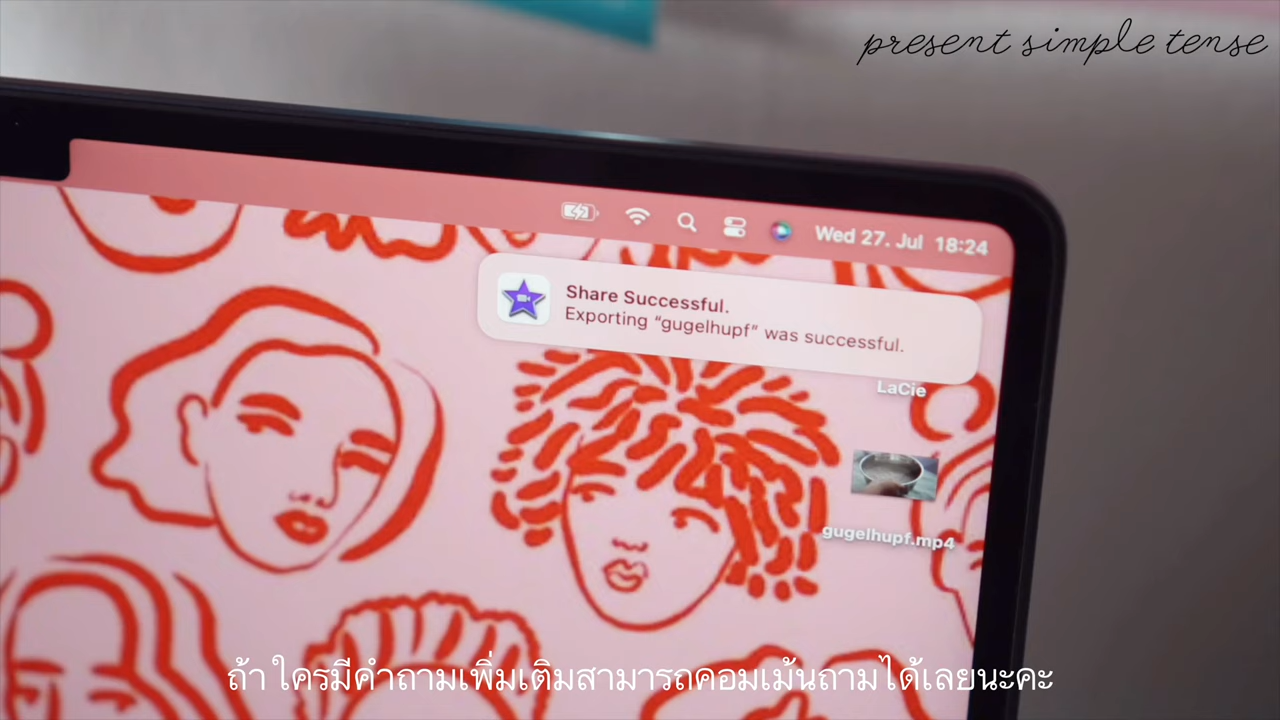 present simple tense
Wed 27. Jul 18:24
Share Successful.
Exporting “gugelhupf” was successful.
LaCie
gugelhupf.mp4
ถ้า ใครมีคำถามเพิ่มเติมสามารถคอมเม้นถามได้เลยนะคะ